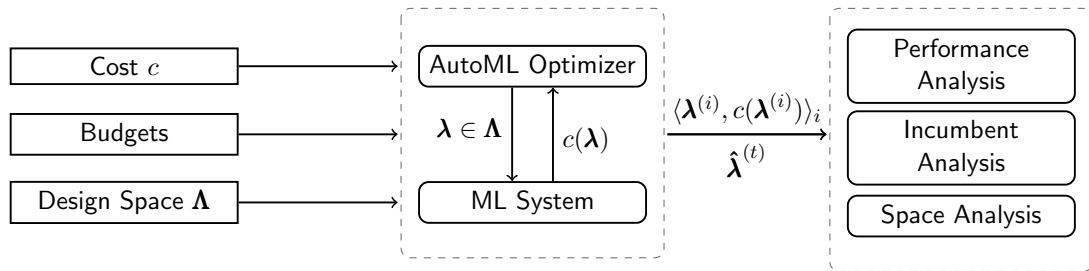 Cost c
Budgets
Design Space Λ
AutoML Optimizer
λ ∈ Λ
c(λ)
ML System
⟨λ^(i), c(λ^(i))⟩_i
λ̂^(t)
Performance
Analysis
Incumbent
Analysis
Space Analysis